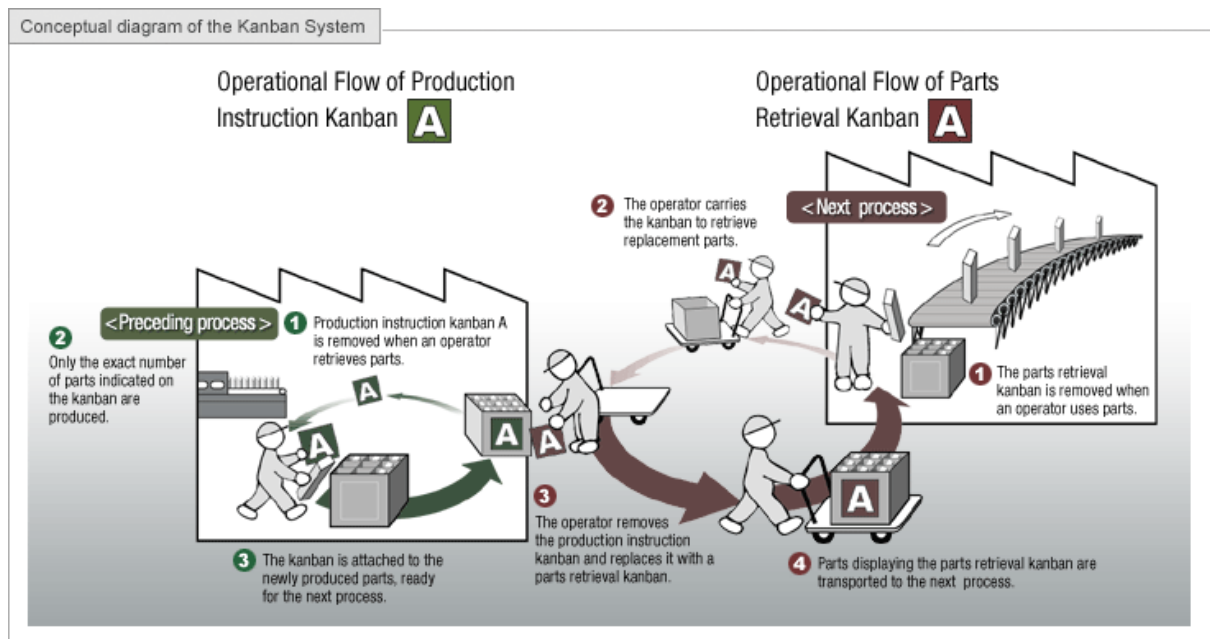 Conceptual diagram of the Kanban System
Operational Flow of Production
Instruction Kanban A
Operational Flow of Parts
Retrieval Kanban A
<Preceding process>
1 Production instruction kanban A
is removed when an operator
retrieves parts.
2
Only the exact number
of parts indicated on
the kanban are
produced.
A
A
A
A
3 The kanban is attached to the
newly produced parts, ready
for the next process.
<Next process>
1 The parts retrieval
kanban is removed when
an operator uses parts.
2 The operator carries
the kanban to retrieve
replacement parts.
A
A
3
The operator removes
the production instruction
kanban and replaces it with a
parts retrieval kanban.
A
4 Parts displaying the parts retrieval kanban are
transported to the next process.